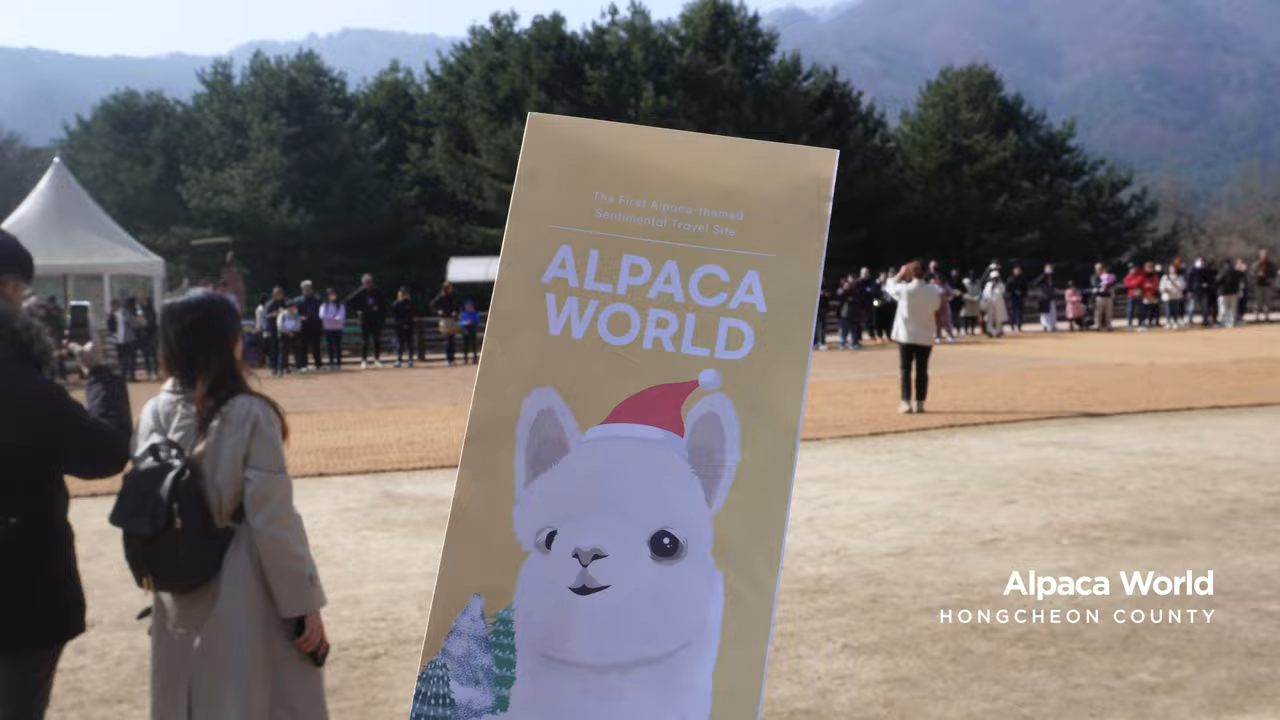 The First Alpaca-themed
Sentimental Travel Site
ALPACA
WORLD
Alpaca World
HONGCHEON COUNTY